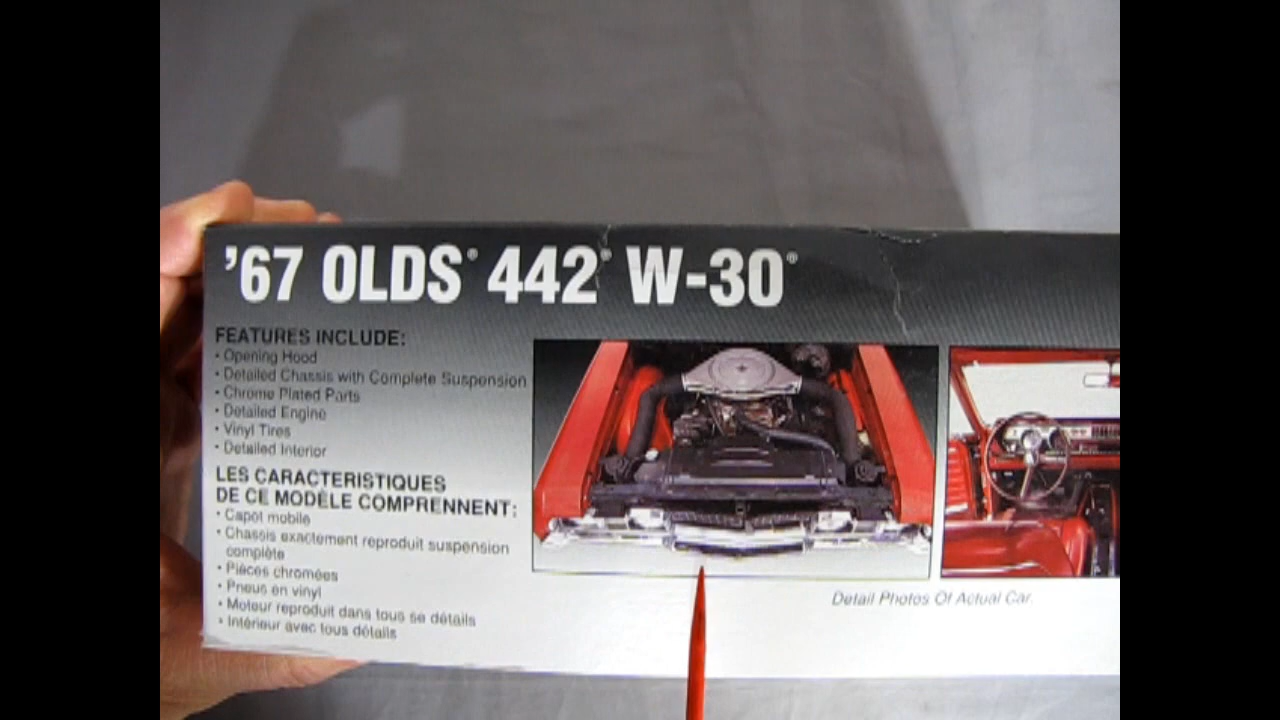 '67 OLDS® 442® W-30®
FEATURES INCLUDE:
• Opening Hood
• Detailed Chassis with Complete Suspension
• Chrome Plated Parts
• Detailed Engine
• Vinyl Tires
• Detailed Interior
LES CARACTERISTIQUES
DE CE MODÈLE COMPRENNENT:
• Capot mobile
• Chassis exactement reproduit suspension
complète
• Pièces chromées
• Pneus en vinyl
• Moteur reproduit dans tous se détails
• Intérieur avec tous détails
Detail Photos Of Actual Car.